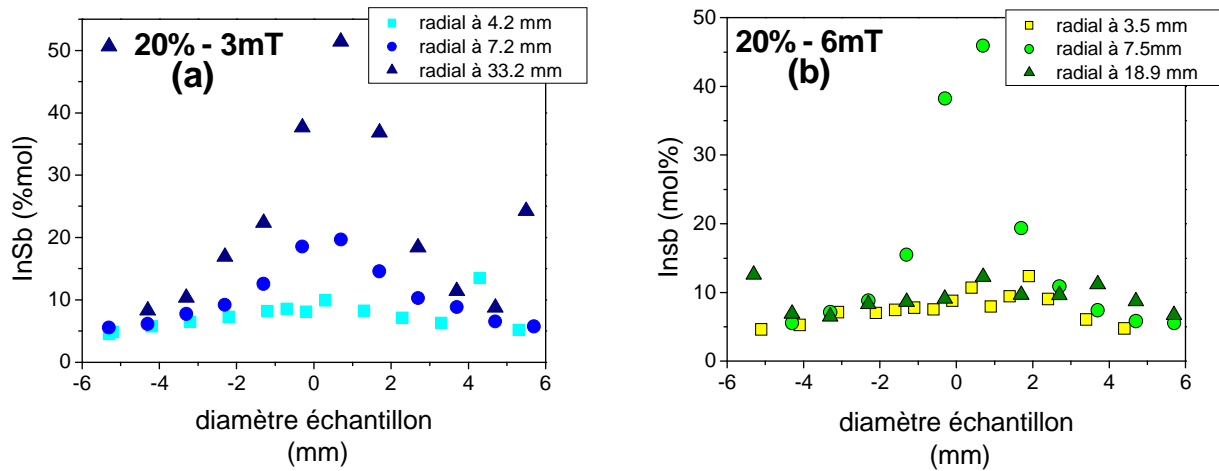 20% - 3mT
(a)
radial à 4.2 mm
radial à 7.2 mm
radial à 33.2 mm
InSb (%mol)
50
40
30
20
10
0
-6 -4 -2 0 2 4 6
diamètre échantillon
(mm)
20% - 6mT
(b)
radial à 3.5 mm
radial à 7.5mm
radial à 18.9 mm
Insb (mol%)
50
40
30
20
10
0
-6 -4 -2 0 2 4 6
diamètre échantillon
(mm)